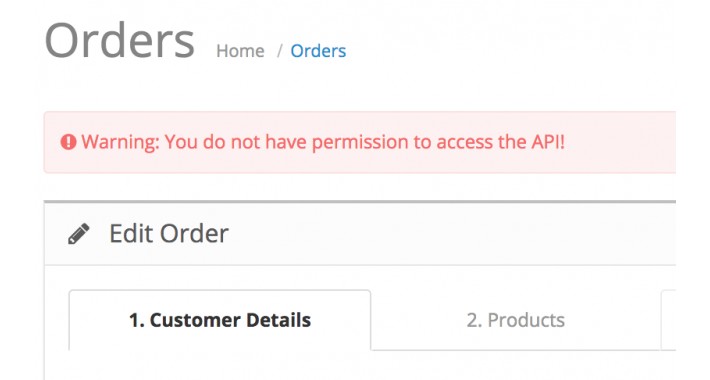 Orders Home / Orders
Warning: You do not have permission to access the API!
Edit Order
1. Customer Details 2. Products